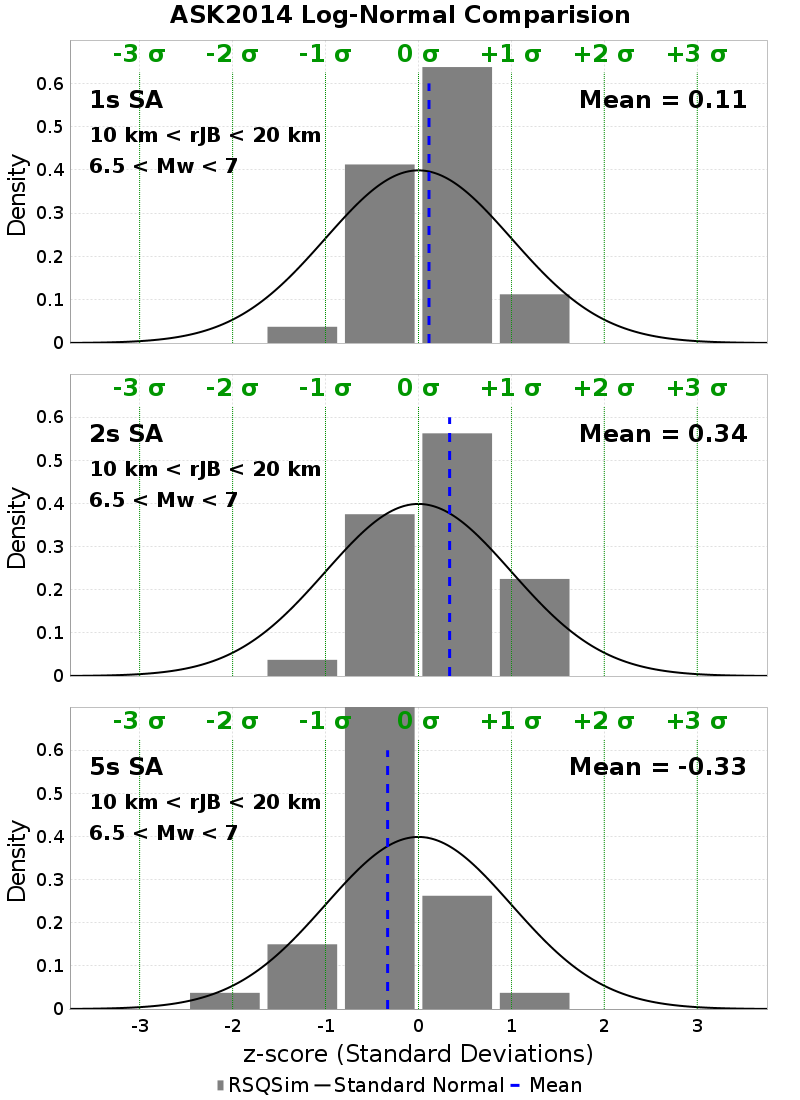 ASK2014 Log-Normal Comparision
-3 σ -2 σ -1 σ 0 σ +1 σ +2 σ +3 σ
1s SA Mean = 0.11
10 km < rJB < 20 km
6.5 < Mw < 7
0.6
0.5
0.4
0.3
0.2
0.1
0
Density
-3 σ -2 σ -1 σ 0 σ +1 σ +2 σ +3 σ
2s SA Mean = 0.34
10 km < rJB < 20 km
6.5 < Mw < 7
0.6
0.5
0.4
0.3
0.2
0.1
0
Density
-3 σ -2 σ -1 σ 0 σ +1 σ +2 σ +3 σ
5s SA Mean = -0.33
10 km < rJB < 20 km
6.5 < Mw < 7
0.6
0.5
0.4
0.3
0.2
0.1
0
Density
-3 -2 -1 0 1 2 3
z-score (Standard Deviations)
RSQSim Standard Normal Mean